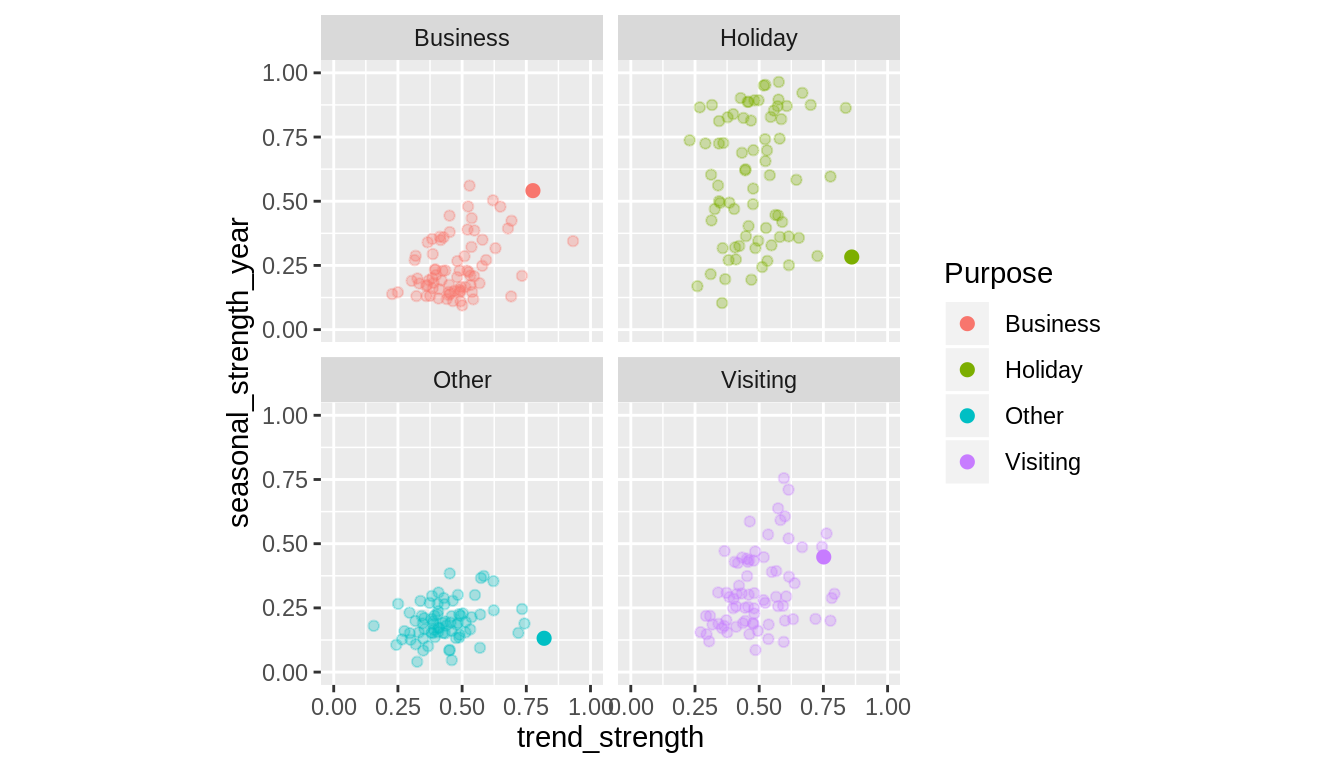 Business
Holiday
1.00
0.75
0.50
0.25
0.00
Other
Visiting
1.00
0.75
0.50
0.25
0.00
0.00 0.25 0.50 0.75 1.00
0.00 0.25 0.50 0.75 1.00
trend_strength
seasonal_strength_year
Purpose
Business
Holiday
Other
Visiting